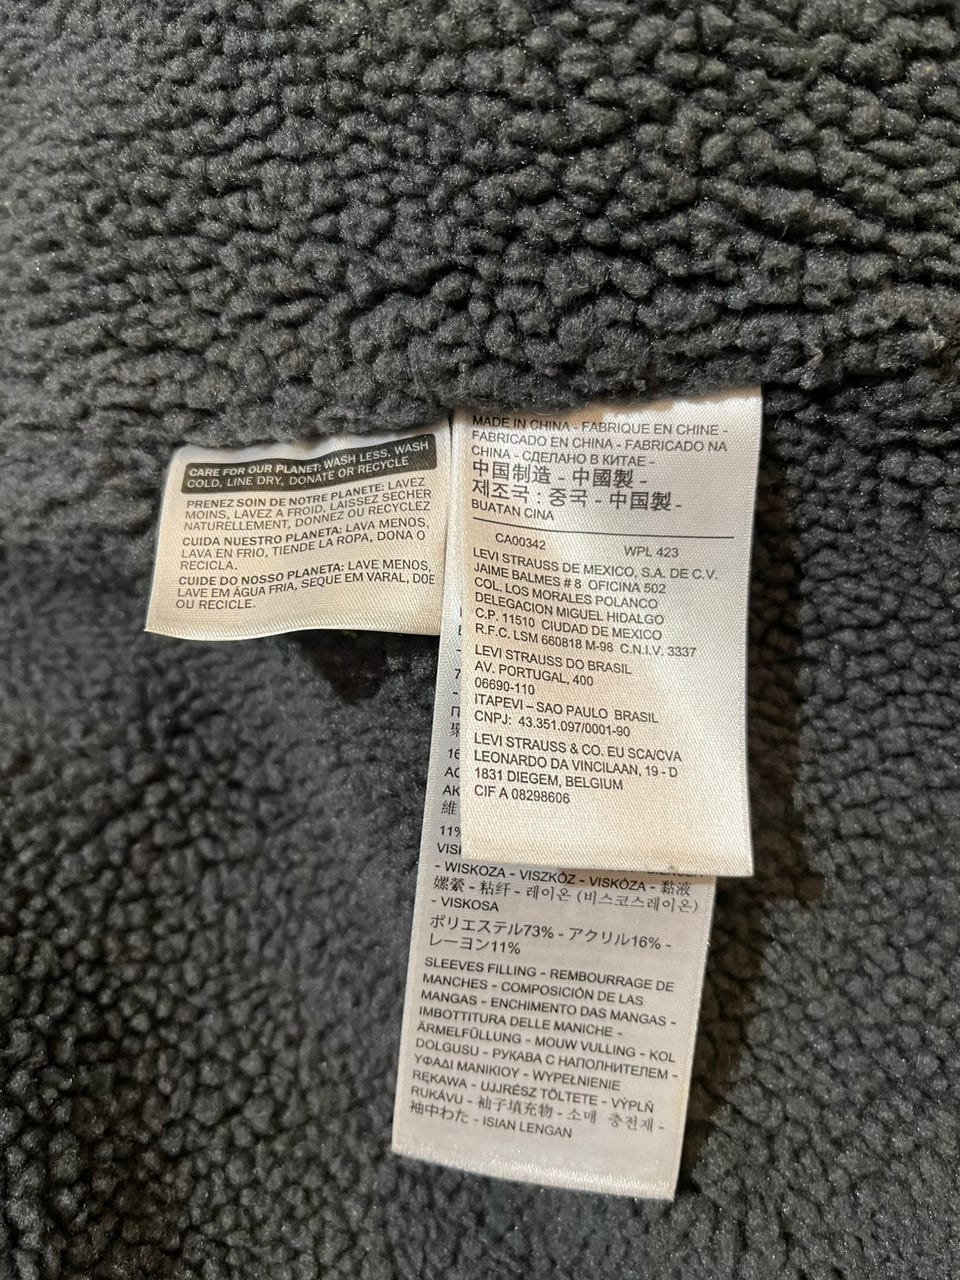 CARE FOR OUR PLANET: WASH LESS, WASH
COLD, LINE DRY, DONATE OR RECYCLE
PRENEZ SOIN DE NOTRE PLANETE: LAVEZ
MOINS, LAVEZ A FROID, LAISSEZ SECHER
NATURELLEMENT, DONNEZ OU RECYCLEZ
CUIDA NUESTRO PLANETA: LAVA MENOS,
LAVA EN FRIO, TIENDE LA ROPA, DONA O
RECICLA.
CUIDE DO NOSSO PLANETA: LAVE MENOS,
LAVE EM ÁGUA FRIA, SEQUE EM VARAL, DOE
OU RECICLE.
MADE IN CHINA - FABRIQUE EN CHINE -
FABRICADO EN CHINA - FABRICADO NA
CHINA - СДЕЛАНО В КИТАЕ -
中国制造 - 中國製 -
제조국 : 중국 - 中国製 -
BUATAN CINA
CA00342 WPL 423
LEVI STRAUSS DE MEXICO, S.A. DE C.V.
JAIME BALMES # 8 OFICINA 502
COL. LOS MORALES POLANCO
DELEGACION MIGUEL HIDALGO
C.P. 11510 CIUDAD DE MEXICO
R.F.C. LSM 660818 M-98 C.N.I.V. 3337
LEVI STRAUSS DO BRASIL
AV. PORTUGAL, 400
06690-110
ITAPEVI – SAO PAULO BRASIL
CNPJ: 43.351.097/0001-90
LEVI STRAUSS & CO. EU SCA/CVA
LEONARDO DA VINCILAAN, 19 - D
1831 DIEGEM, BELGIUM
CIF A 08298606
11%
- WISKOZA - VISZKÓZ - VISKÓZA - 黏液
嫘縈 - 粘纤 - 레이온 (비스코스레이온)
- VISKOSA
ポリエステル73% - アクリル16% -
レーヨン11%
SLEEVES FILLING - REMBOURRAGE DE
MANCHES - COMPOSICIÓN DE LAS
MANGAS - ENCHIMENTO DAS MANGAS -
IMBOTTITURA DELLE MANICHE -
ÄRMELFÜLLUNG - MOUW VULLING - KOL
DOLGUSU - РУКАВА С НАПОЛНИТЕЛЕМ -
ΥΦΑΔΙ ΜΑΝΙΚΙΟΥ - WYPEŁNIENIE
RĘKAWA - UJJRÉSZ TÖLTETE - VÝPLŇ
RUKÁVU - 袖子填充物 - 소매 충전재 -
袖中わた - ISIAN LENGAN